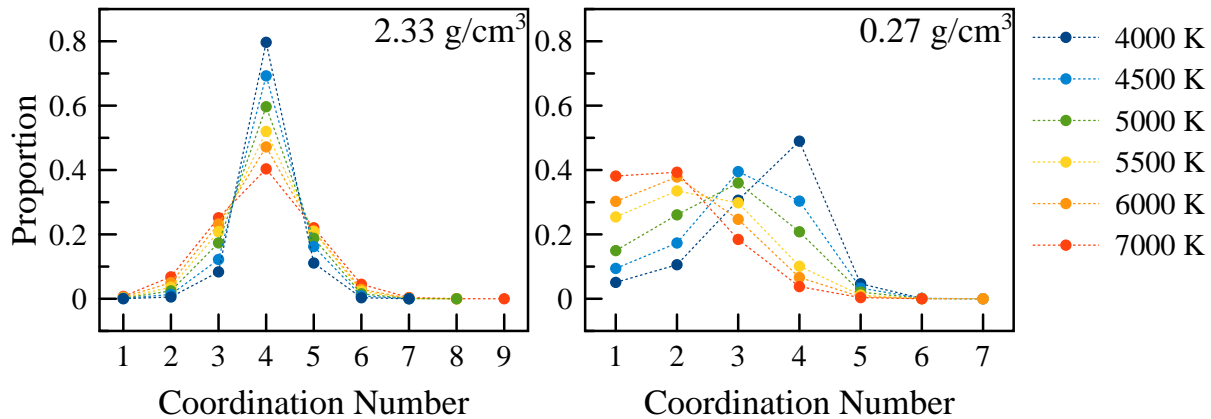 2.33 g/cm³
0.27 g/cm³
Proportion
0.8
0.6
0.4
0.2
0
1 2 3 4 5 6 7 8 9
Coordination Number
0.8
0.6
0.4
0.2
0
1 2 3 4 5 6 7
Coordination Number
4000 K
4500 K
5000 K
5500 K
6000 K
7000 K